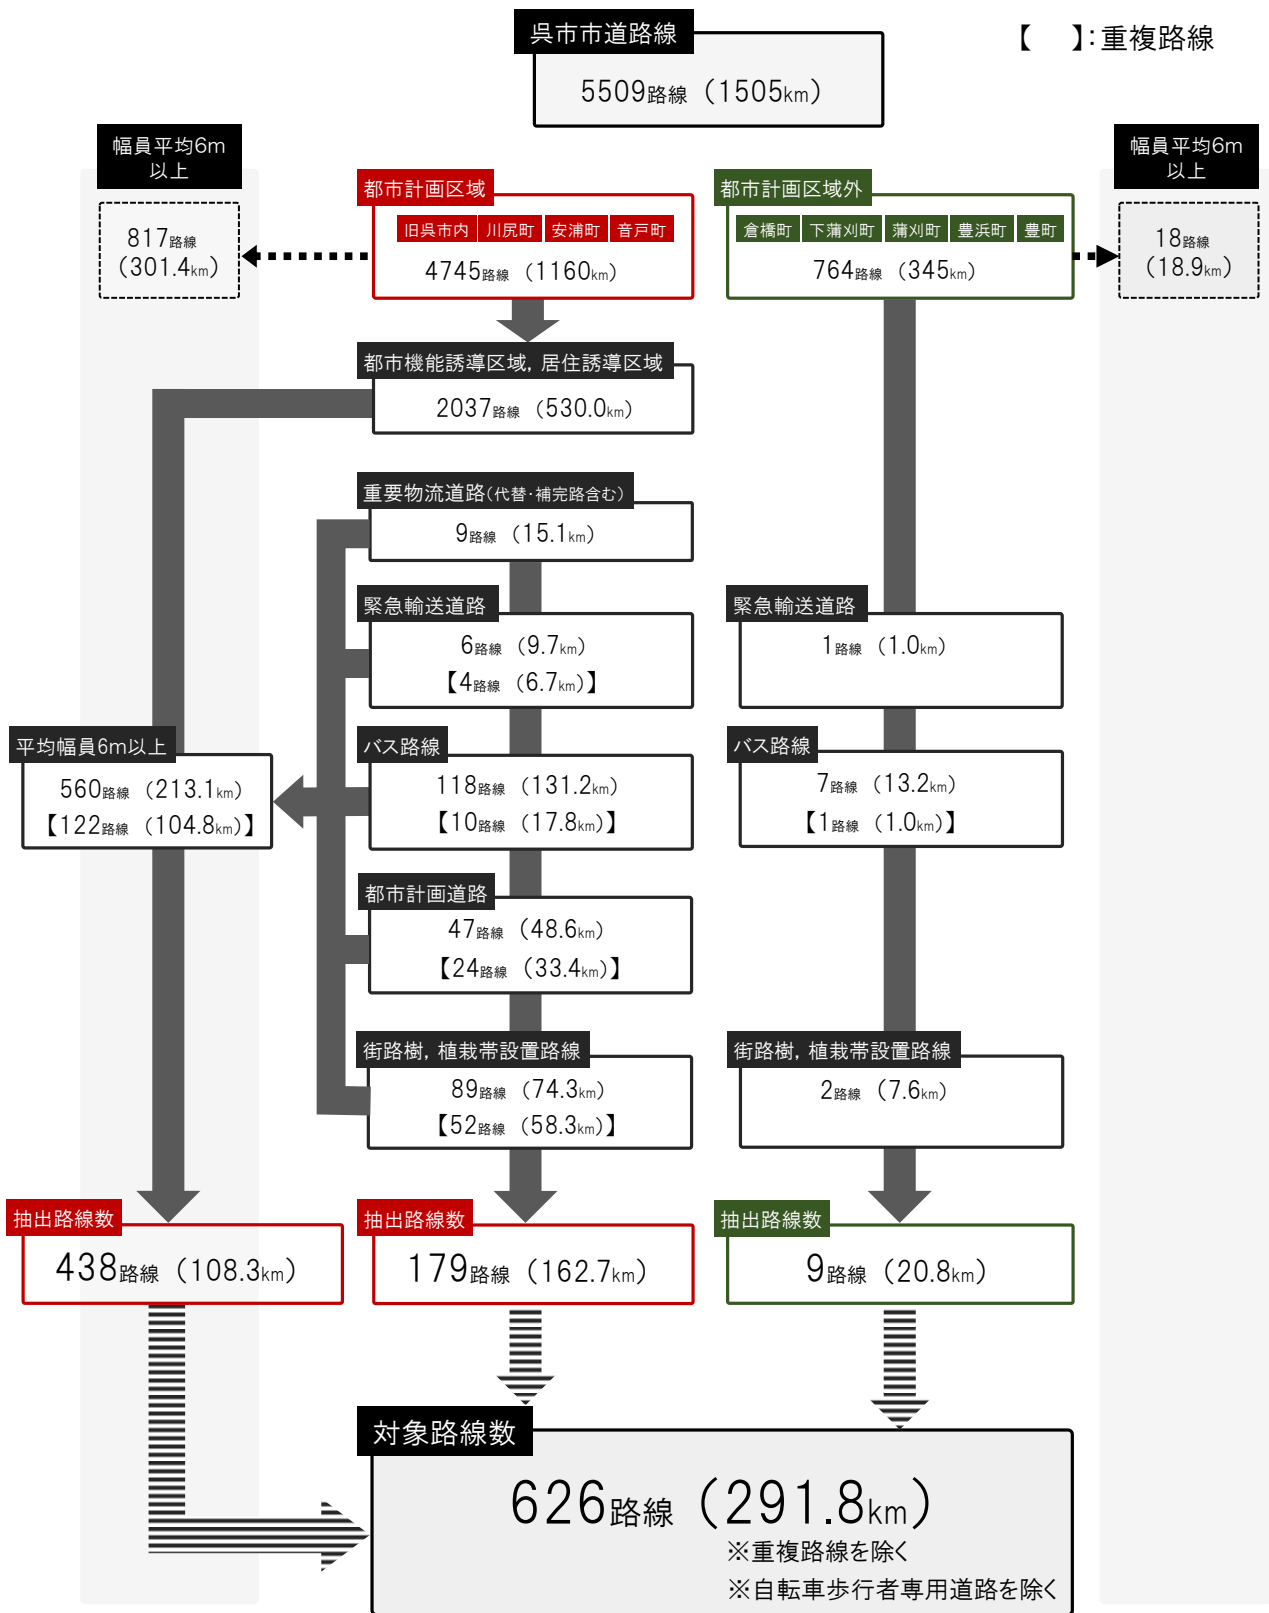 呉市市道路線
【　】：重複路線
5509路線（1505km）
幅員平均6m
以上
817路線
（301.4km）
都市計画区域
旧呉市内 川尻町 安浦町 音戸町
4745路線（1160km）
都市計画区域外
倉橋町 下蒲刈町 蒲刈町 豊浜町 豊町
764路線（345km）
幅員平均6m
以上
18路線
（18.9km）
都市機能誘導区域，居住誘導区域
2037路線（530.0km）
重要物流道路（代替・補完路含む）
9路線（15.1km）
緊急輸送道路
6路線（9.7km）
【4路線（6.7km）】
緊急輸送道路
1路線（1.0km）
平均幅員6m以上
560路線（213.1km）
【122路線（104.8km）】
バス路線
118路線（131.2km）
【10路線（17.8km）】
バス路線
7路線（13.2km）
【1路線（1.0km）】
都市計画道路
47路線（48.6km）
【24路線（33.4km）】
街路樹，植栽帯設置路線
89路線（74.3km）
【52路線（58.3km）】
街路樹，植栽帯設置路線
2路線（7.6km）
抽出路線数
438路線（108.3km）
抽出路線数
179路線（162.7km）
抽出路線数
9路線（20.8km）
対象路線数
626路線（291.8km）
※重複路線を除く
※自転車歩行者専用道路を除く